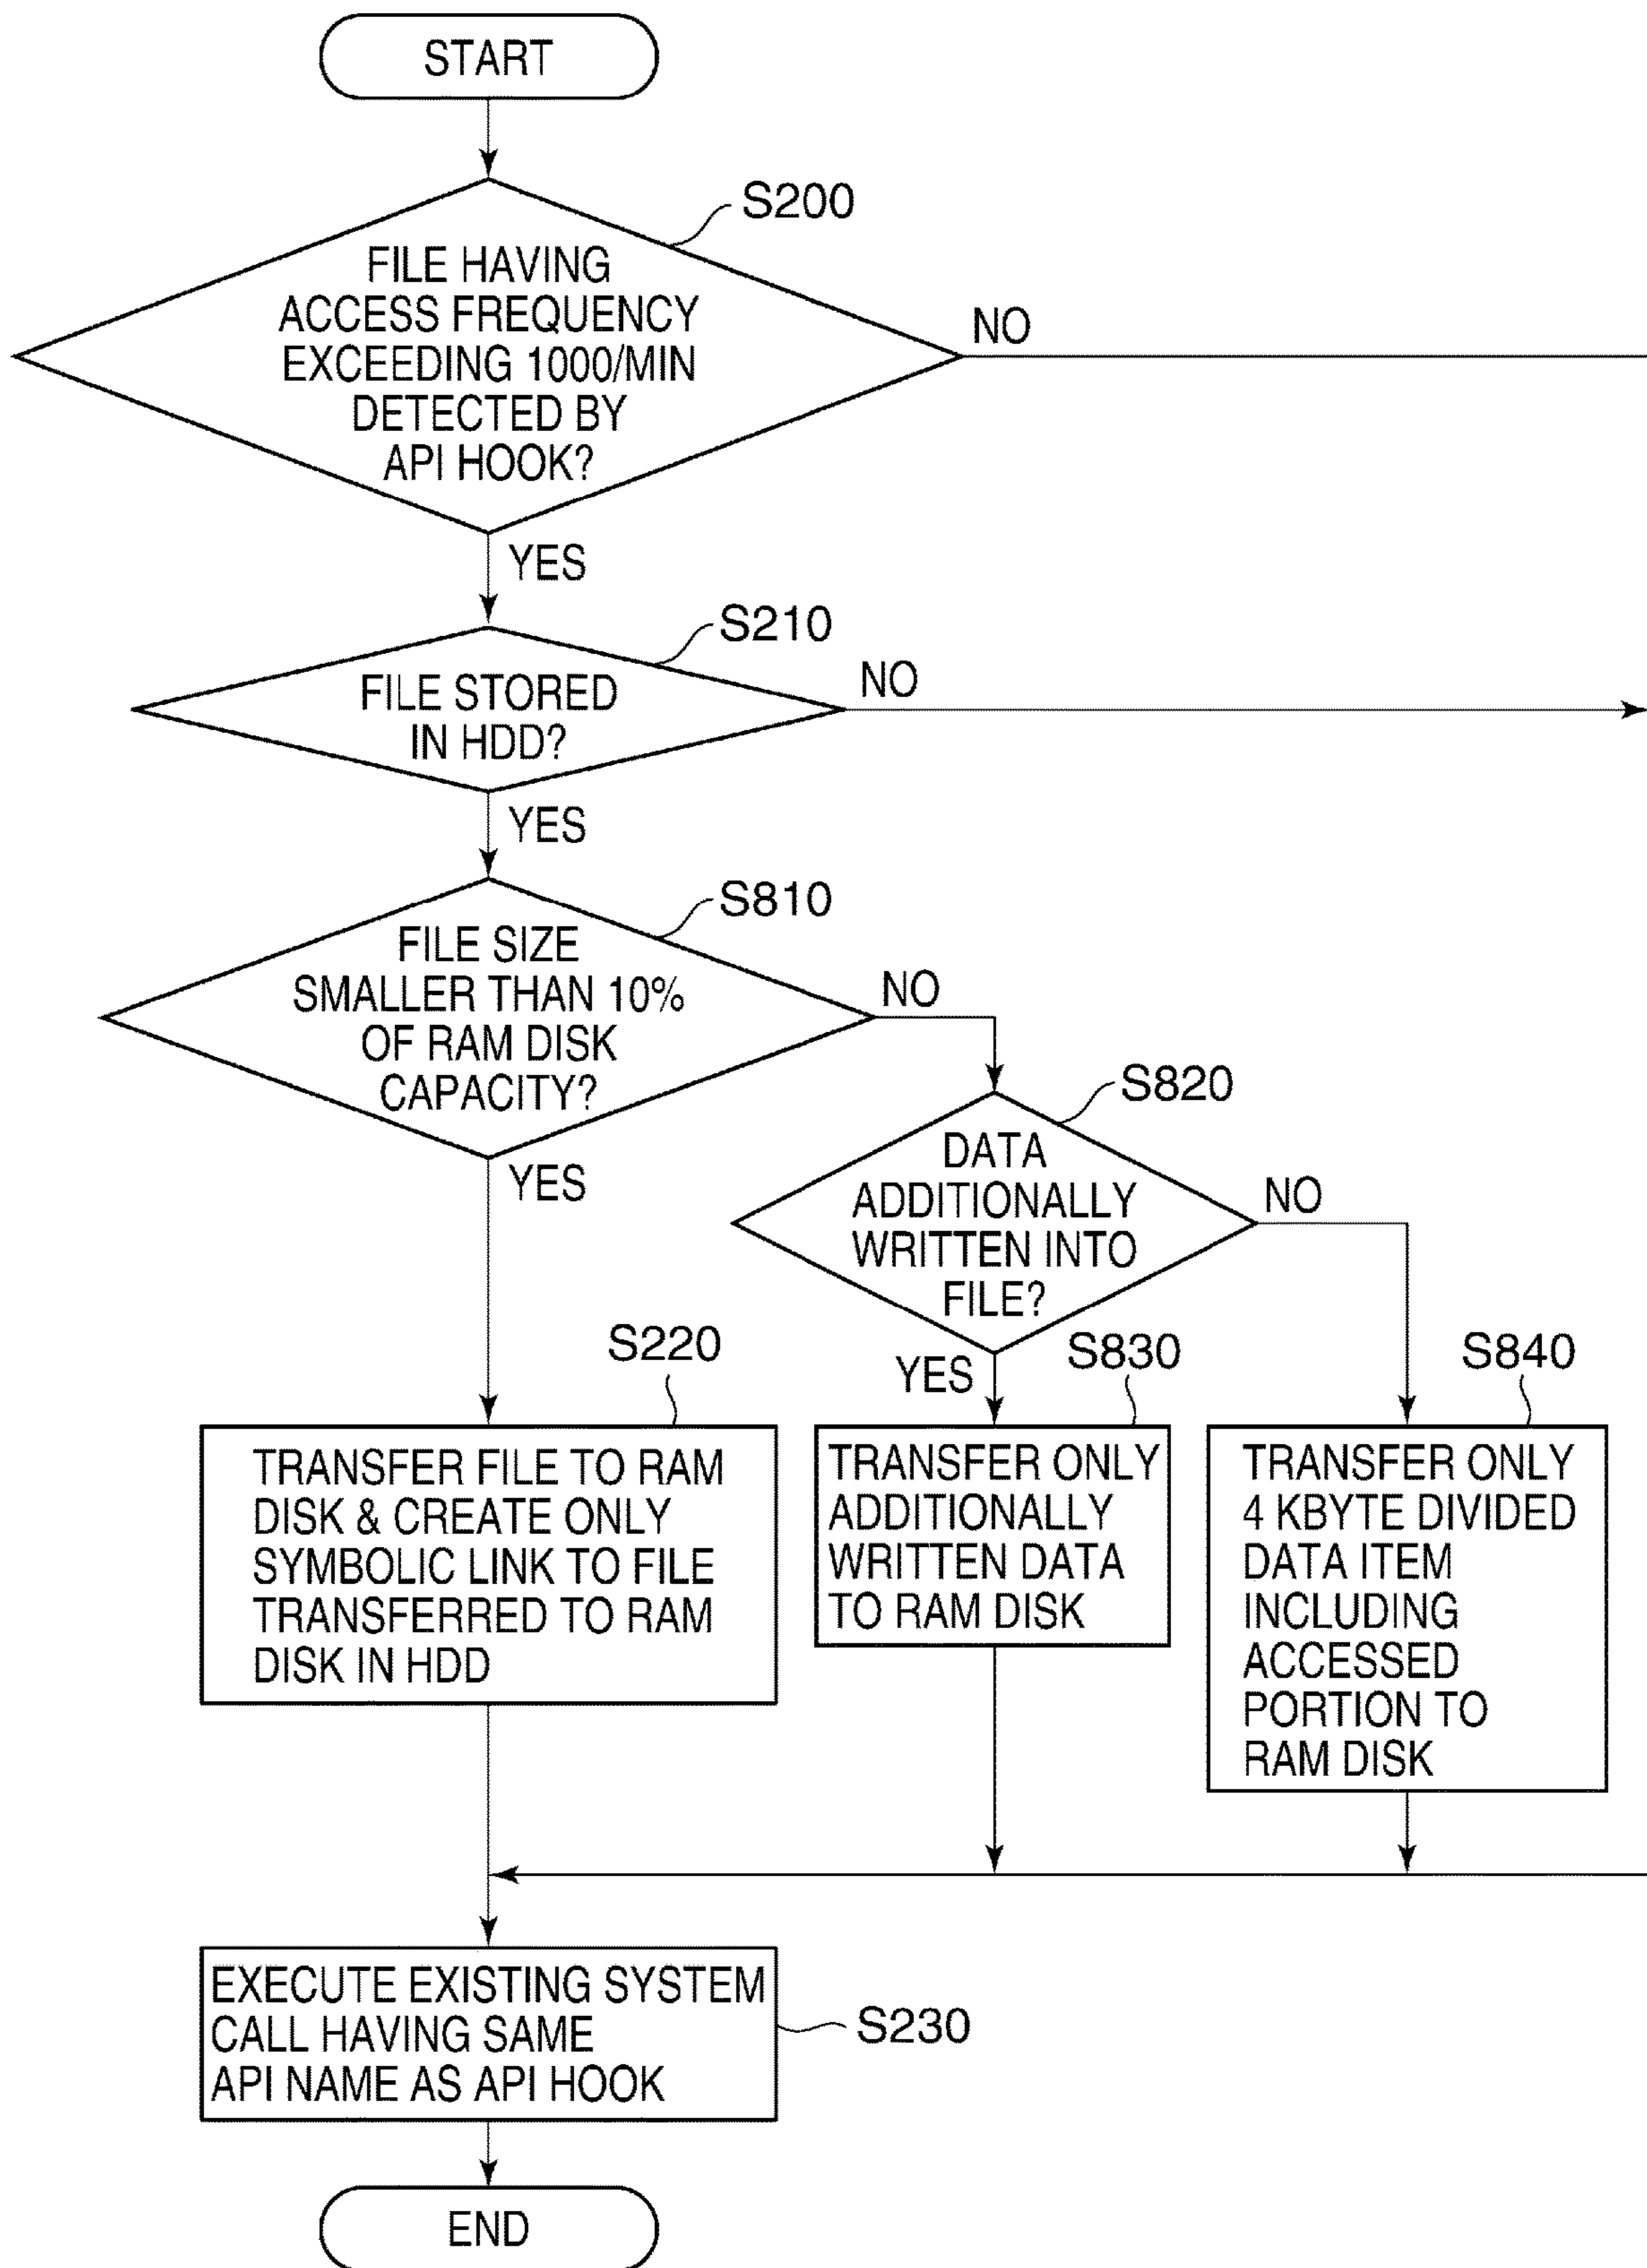 START
S200
FILE HAVING
ACCESS FREQUENCY
EXCEEDING 1000/MIN
DETECTED BY
API HOOK?
NO
YES
S210
FILE STORED
IN HDD?
NO
YES
S810
FILE SIZE
SMALLER THAN 10%
OF RAM DISK
CAPACITY?
NO
YES
S820
DATA
ADDITIONALLY
WRITTEN INTO
FILE?
NO
YES
S220
TRANSFER FILE TO RAM
DISK & CREATE ONLY
SYMBOLIC LINK TO FILE
TRANSFERRED TO RAM
DISK IN HDD
S830
TRANSFER ONLY
ADDITIONALLY
WRITTEN DATA
TO RAM DISK
S840
TRANSFER ONLY
4 KBYTE DIVIDED
DATA ITEM
INCLUDING
ACCESSED
PORTION TO
RAM DISK
EXECUTE EXISTING SYSTEM
CALL HAVING SAME
API NAME AS API HOOK
S230
END